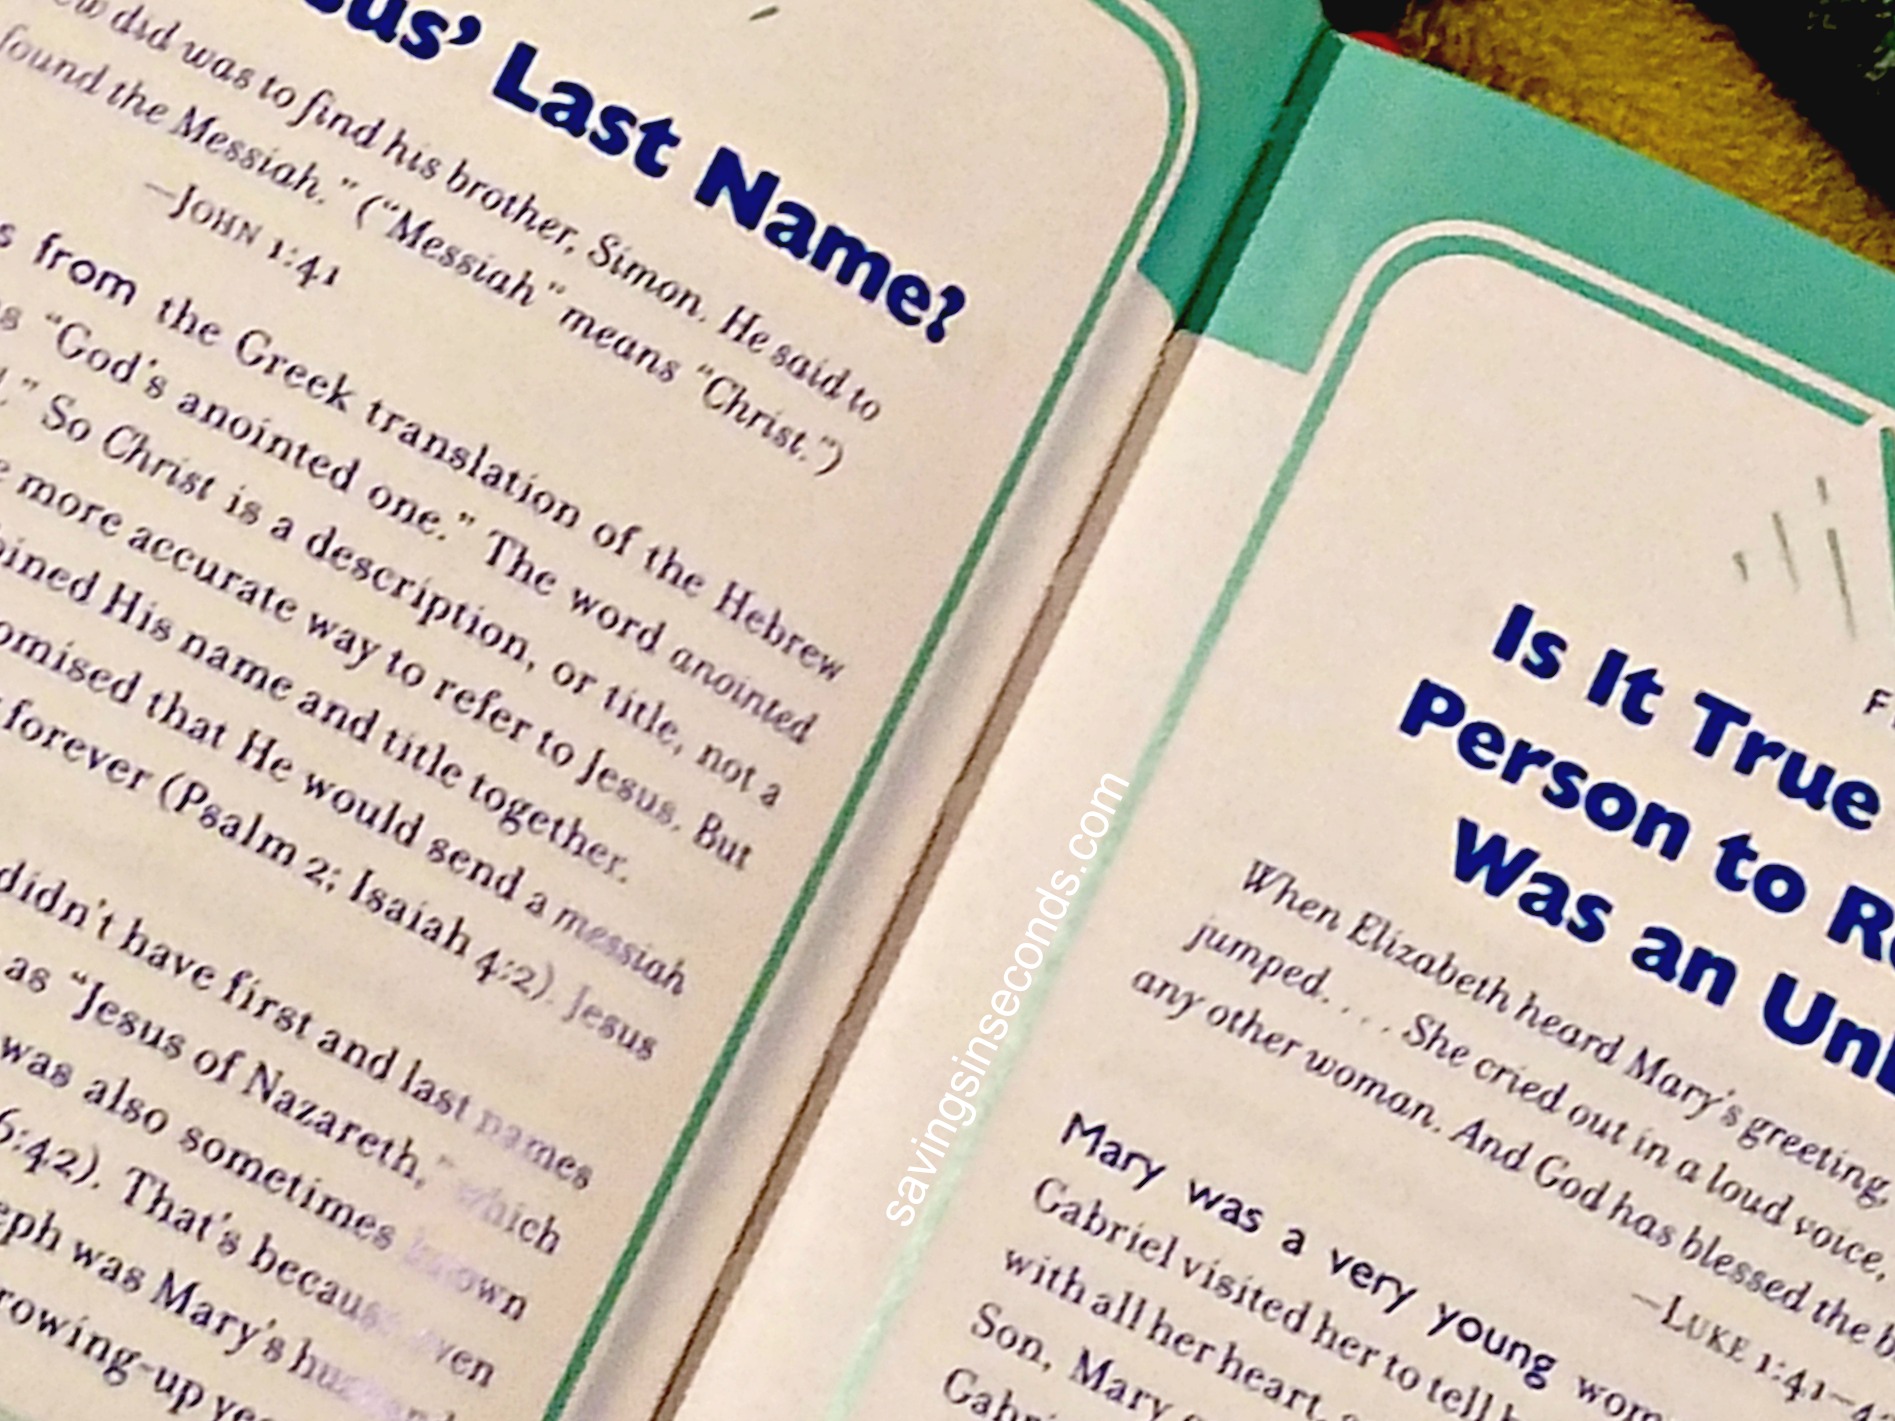 sus' Last Name?
ew did was to find his brother, Simon. He said to
found the Messiah." ("Messiah" means "Christ.")
—JOHN 1:41
s from the Greek translation of the Hebrew
"God's anointed one." The word anointed
." So Christ is a description, or title, not a
more accurate way to refer to Jesus. But
bined His name and title together.
omised that He would send a messiah
forever (Psalm 2; Isaiah 4:2). Jesus
didn't have first and last names
as "Jesus of Nazareth," which
was also sometimes known
6:42). That's because even
eph was Mary's husband
rowing-up
Is It True
Person to
Was an
When Elizabeth heard Mary's greeting,
jumped. . . . She cried out in a loud voice,
any other woman. And God has blessed the
—LUKE 1:41–4
Mary was a very young
Gabriel visited her to tell
with all her heart,
Son, Mary
savingsinseconds.com